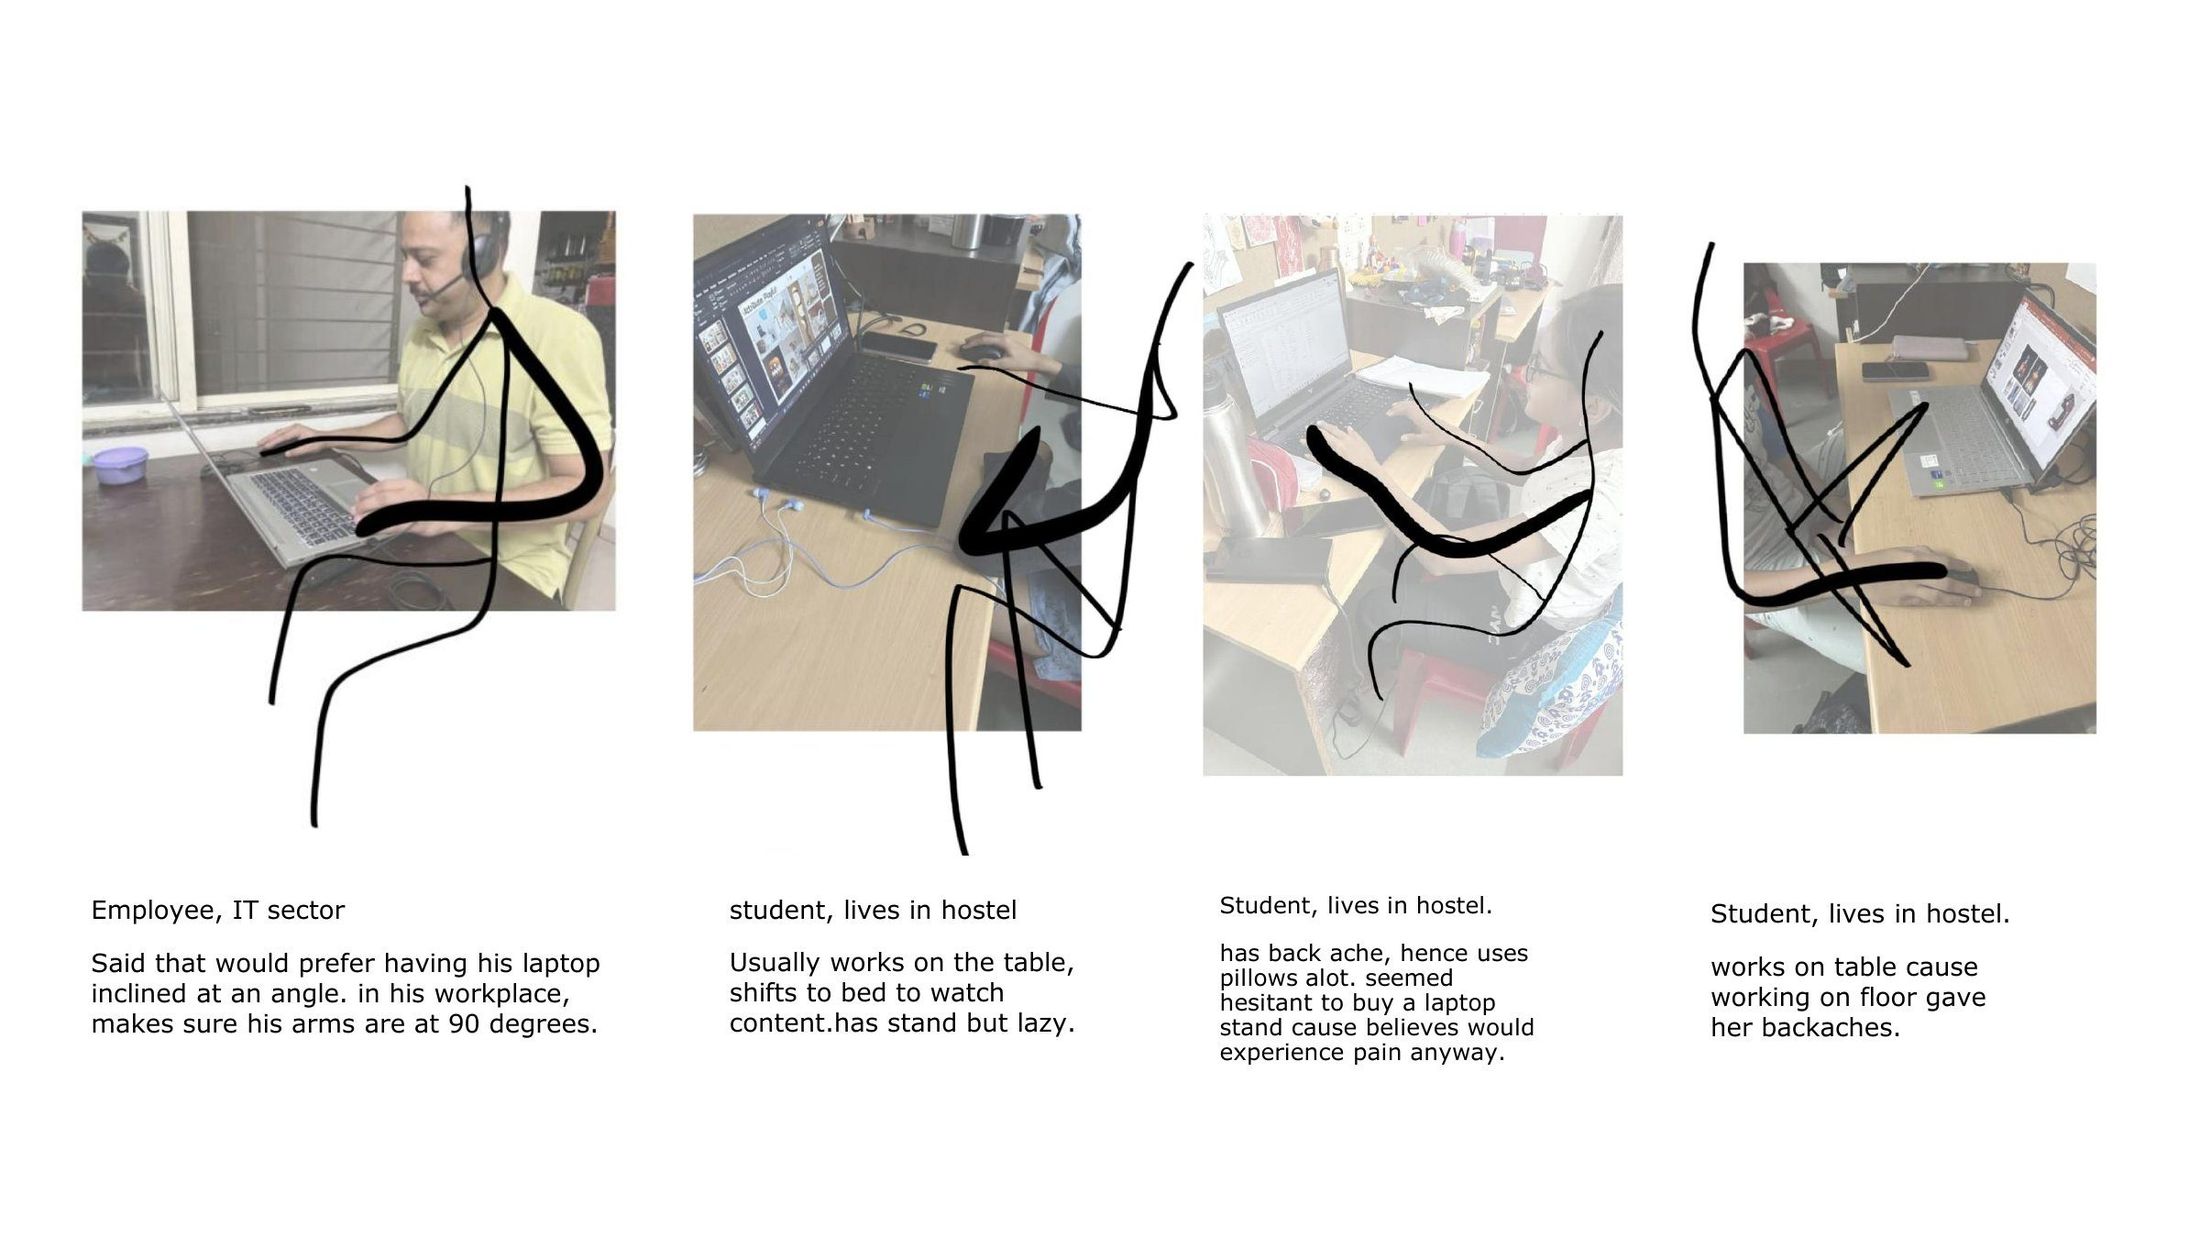 Employee, IT sector
Said that would prefer having his laptop
inclined at an angle. in his workplace,
makes sure his arms are at 90 degrees.
student, lives in hostel
Usually works on the table,
shifts to bed to watch
content.has stand but lazy.
Student, lives in hostel.
has back ache, hence uses
pillows alot. seemed
hesitant to buy a laptop
stand cause believes would
experience pain anyway.
Student, lives in hostel.
works on table cause
working on floor gave
her backaches.